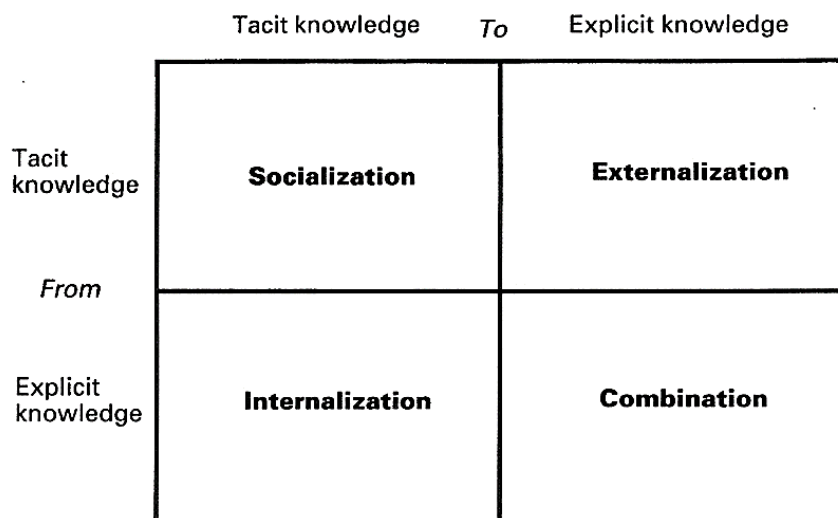 Tacit knowledge To Explicit knowledge
Tacit
knowledge
Socialization Externalization
From
Explicit
knowledge
Internalization Combination